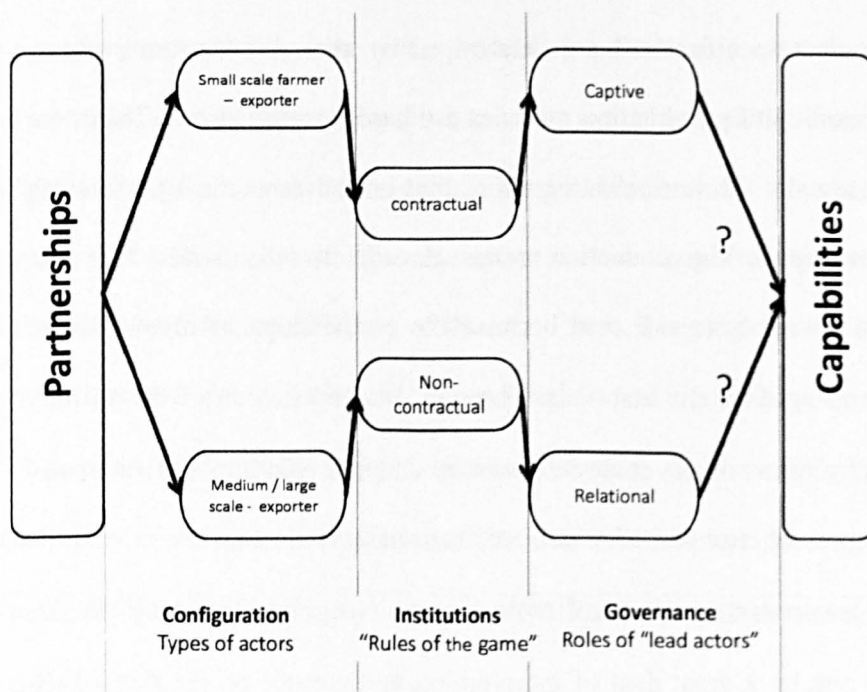 Partnerships
Small scale farmer
– exporter
Captive
contractual
?
Non-
contractual
?
Medium / large
scale - exporter
Relational
Capabilities
Configuration
Types of actors
Institutions
"Rules of the game"
Governance
Roles of "lead actors"